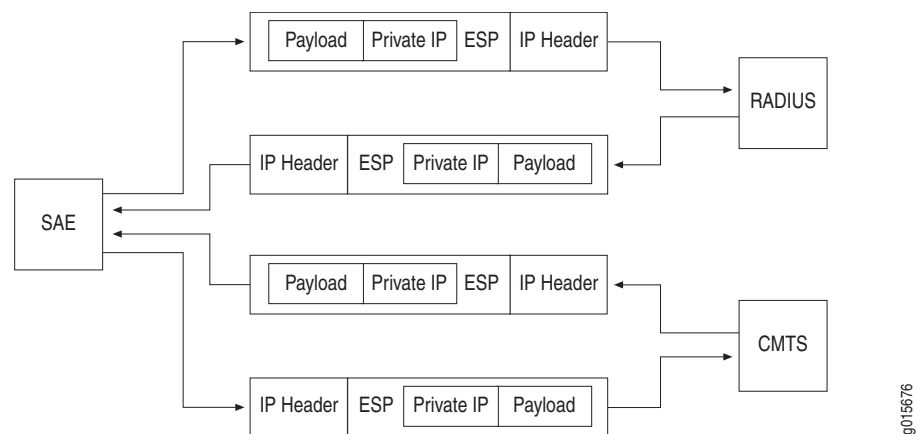 Payload Private IP ESP IP Header
RADIUS
IP Header ESP Private IP Payload
SAE
Payload Private IP ESP IP Header
CMTS
IP Header ESP Private IP Payload
g015676